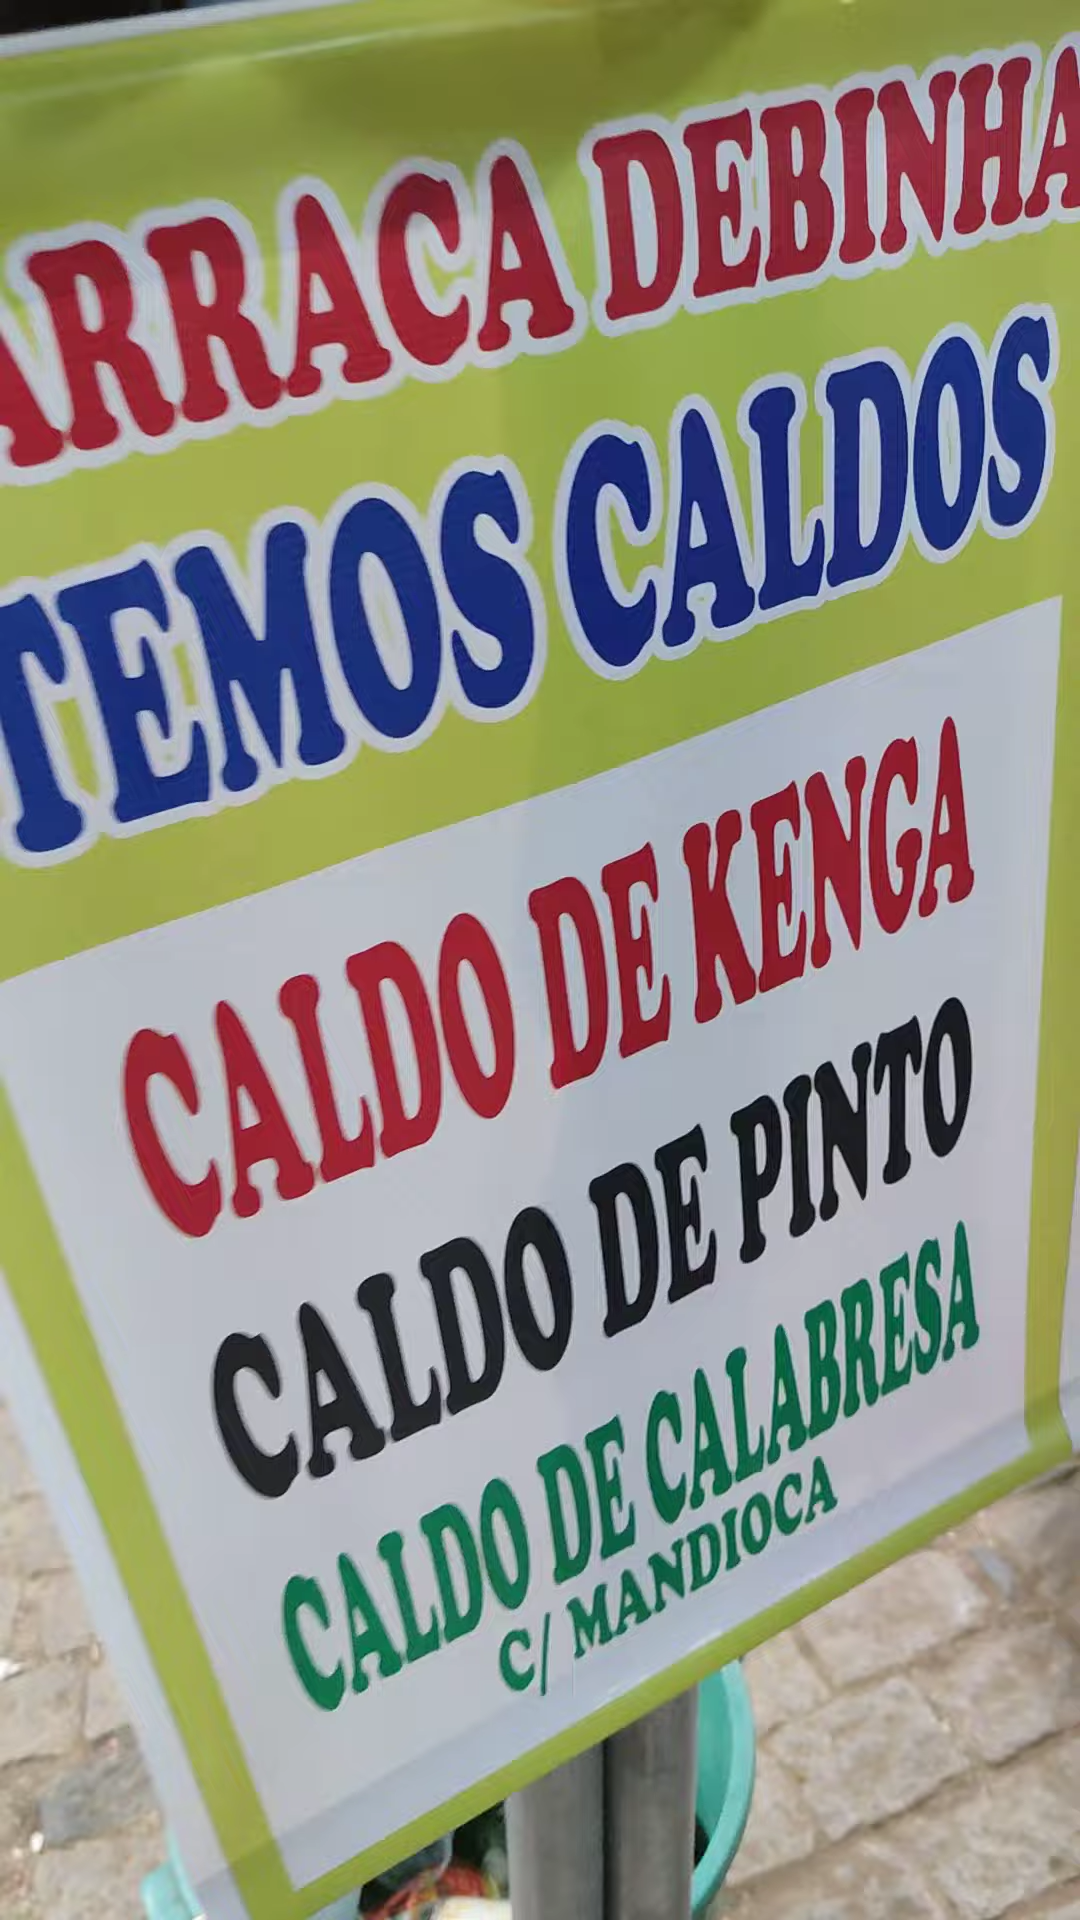 ARRACA DEBINHA
TEMOS CALDOS
CALDO DE KENGA
CALDO DE PINTO
CALDO DE CALABRESA
C/ MANDIOCA